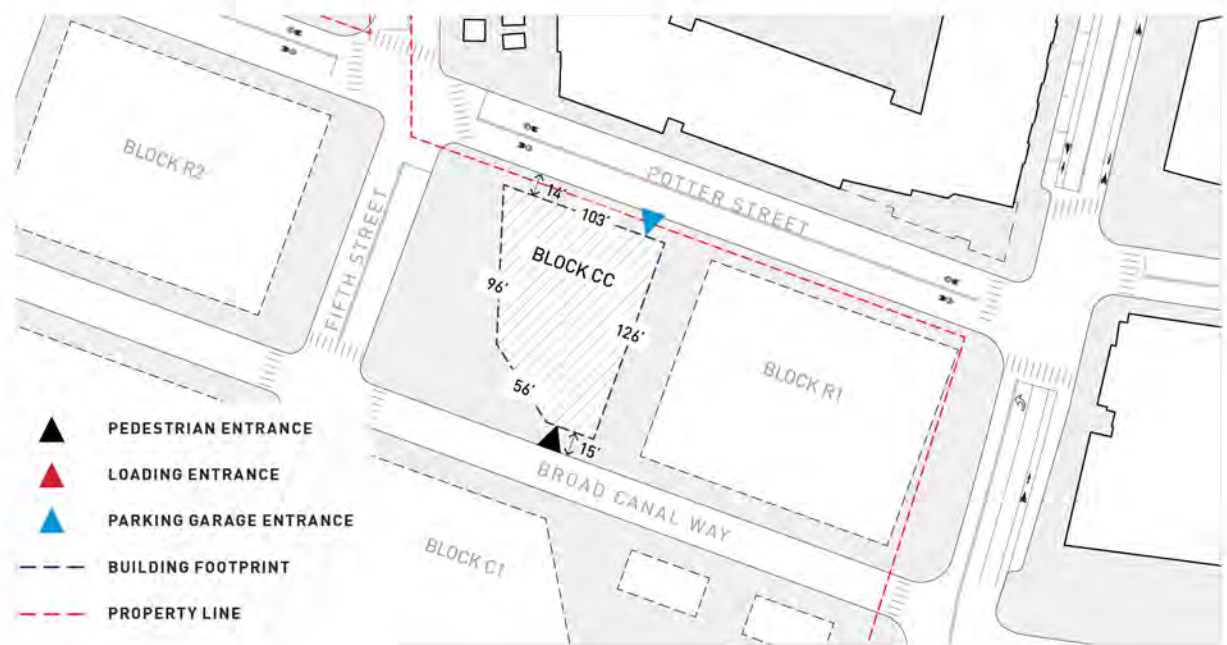 BLOCK R2
FIFTH STREET
POTTER STREET
14'
103'
BLOCK CC
96'
126'
56'
15'
BLOCK R1
BROAD CANAL WAY
BLOCK C1
PEDESTRIAN ENTRANCE
LOADING ENTRANCE
PARKING GARAGE ENTRANCE
BUILDING FOOTPRINT
PROPERTY LINE